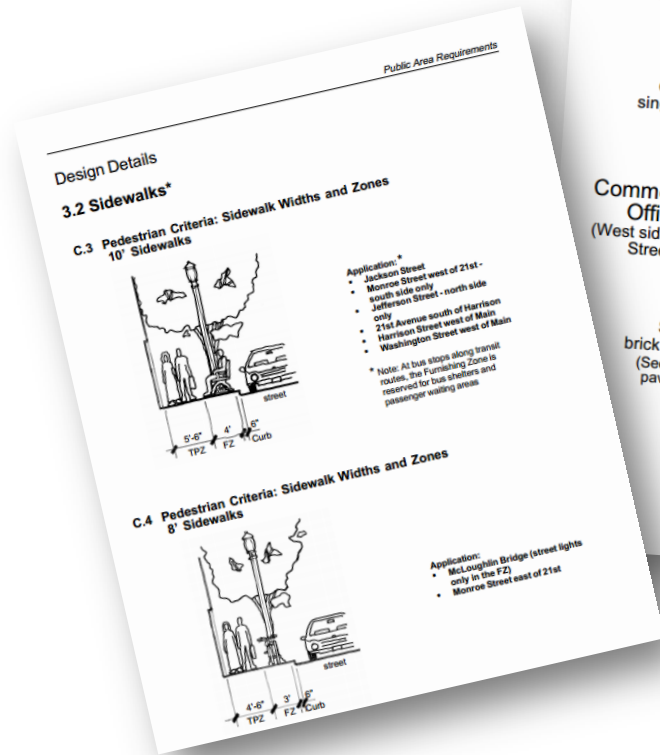 Public Area Requirements
Design Details
3.2 Sidewalks*
C.3 Pedestrian Criteria: Sidewalk Widths and Zones
10' Sidewalks
Application:*
• Jackson Street
• Monroe Street west of 21st -
south side only
• Jefferson Street - north side
only
• 21st Avenue south of Harrison
• Harrison Street west of Main
• Washington Street west of Main
* Note: At bus stops along transit
routes, the Furnishing Zone is
reserved for bus shelters and
passenger waiting areas
street
5'-6" 4' 6"
TPZ FZ Curb
C.4 Pedestrian Criteria: Sidewalk Widths and Zones
8' Sidewalks
Application:
• McLoughlin Bridge (street lights
only in the FZ)
• Monroe Street east of 21st
street
4'-6" 3' 6"
TPZ FZ Curb
sin
Comm
Offi
(West sid
Stree
brick
(Se
pav